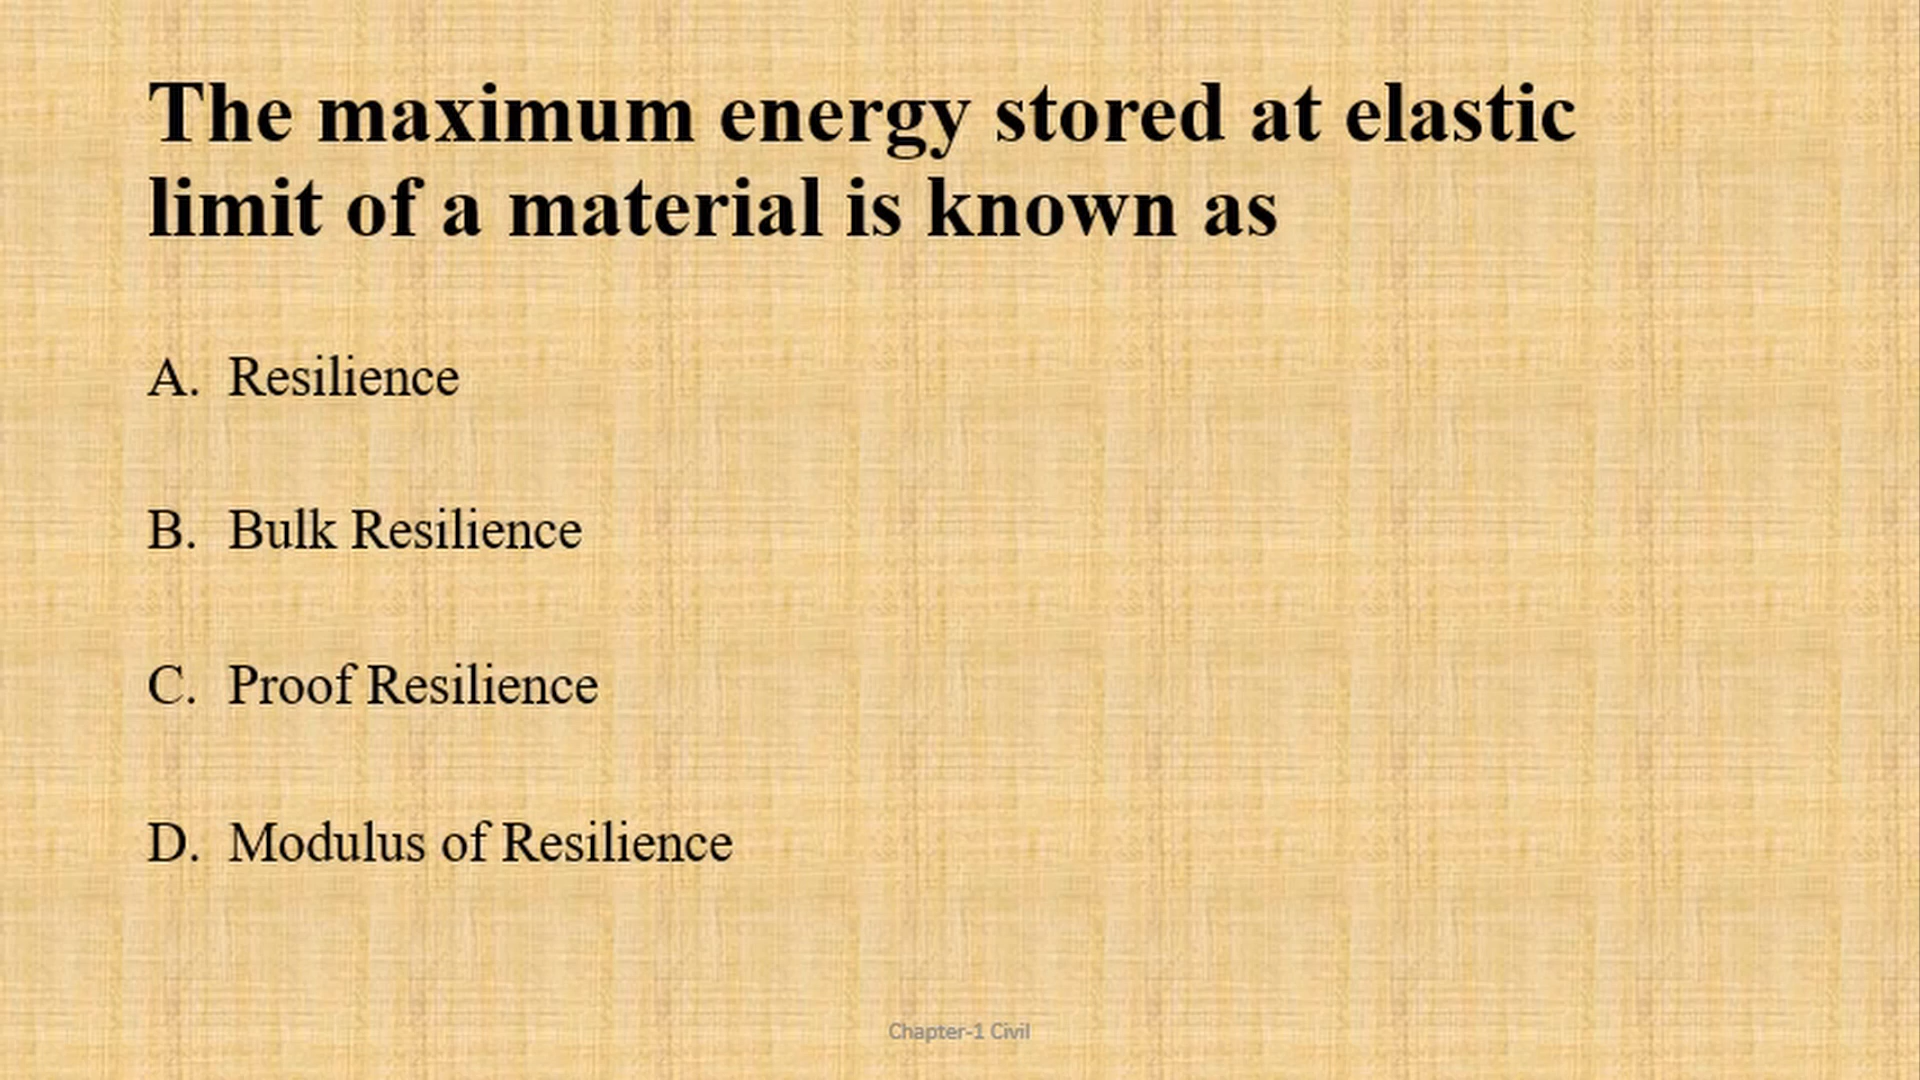 The maximum energy stored at elastic
limit of a material is known as
A. Resilience
B. Bulk Resilience
C. Proof Resilience
D. Modulus of Resilience
Chapter-1 Civil